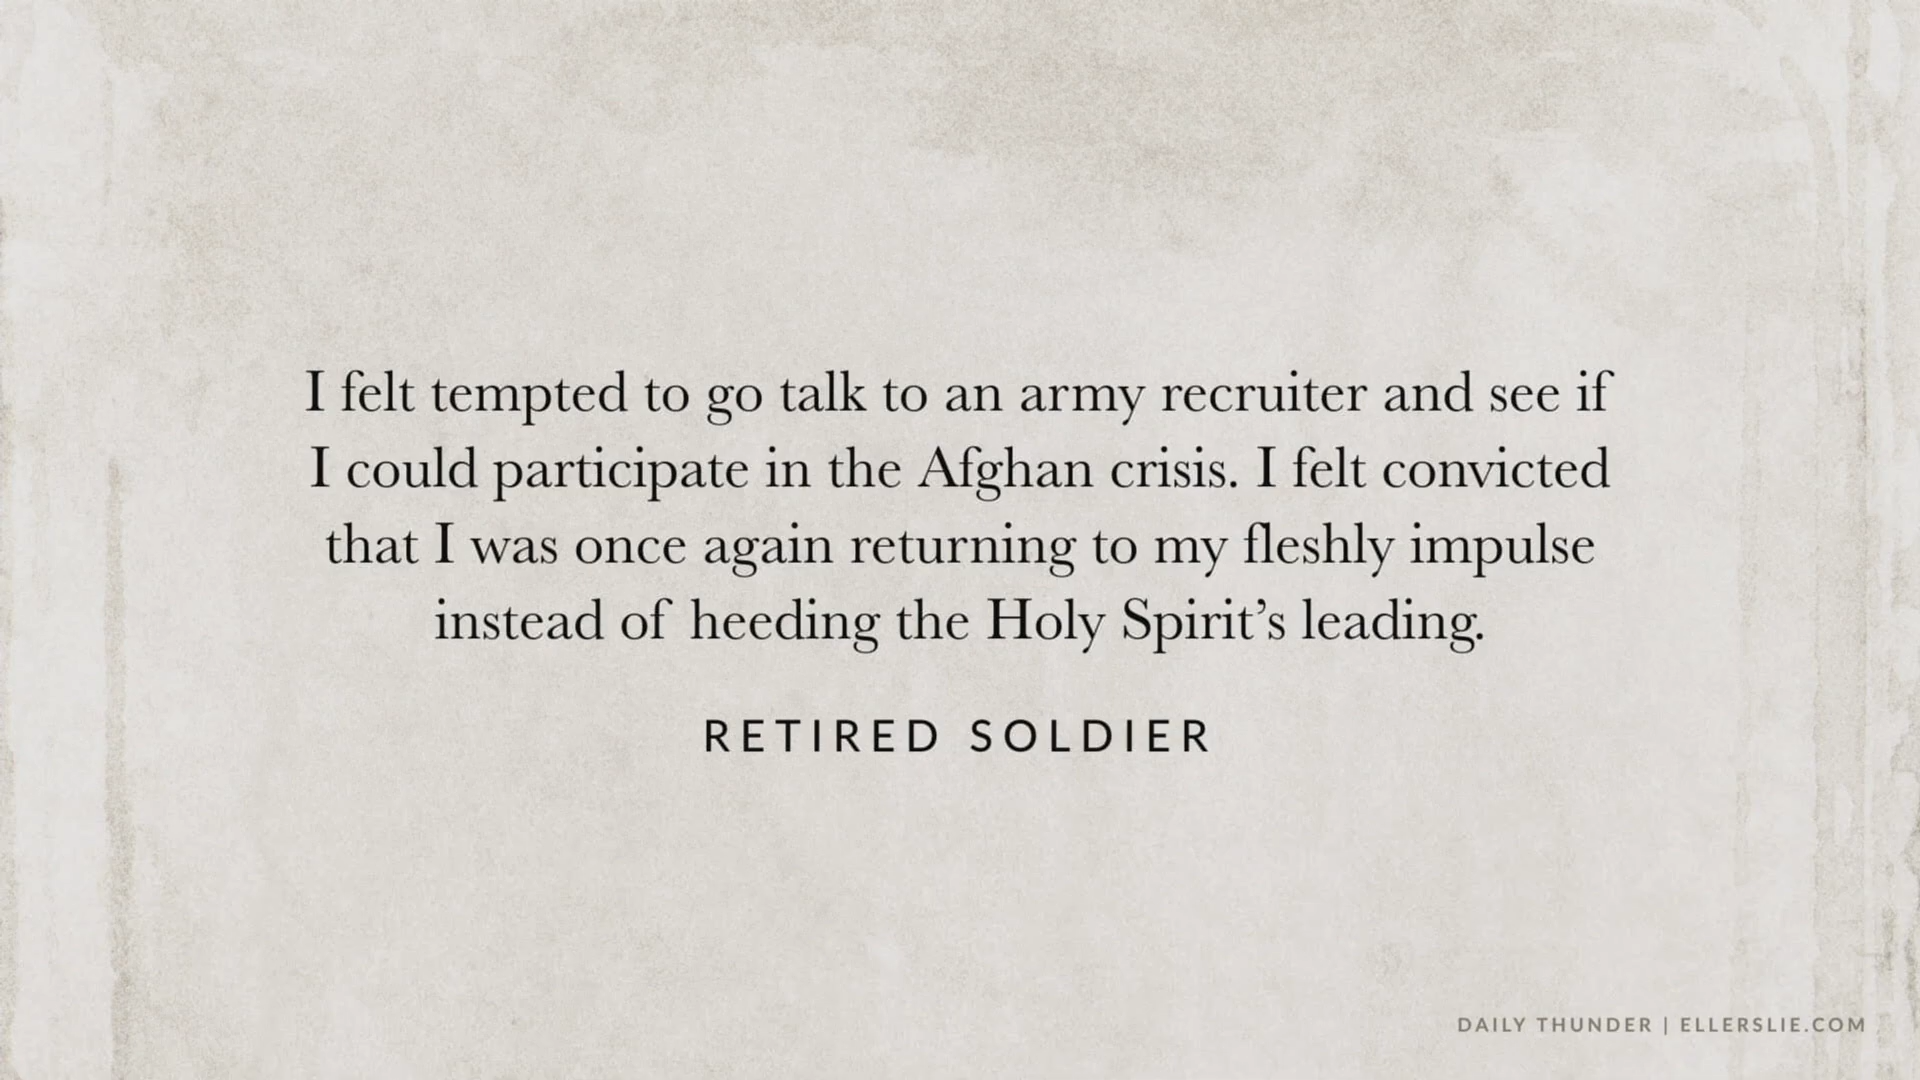 I felt tempted to go talk to an army recruiter and see if
I could participate in the Afghan crisis. I felt convicted
that I was once again returning to my fleshly impulse
instead of heeding the Holy Spirit’s leading.
RETIRED SOLDIER
DAILY THUNDER | ELLERSLIE.COM